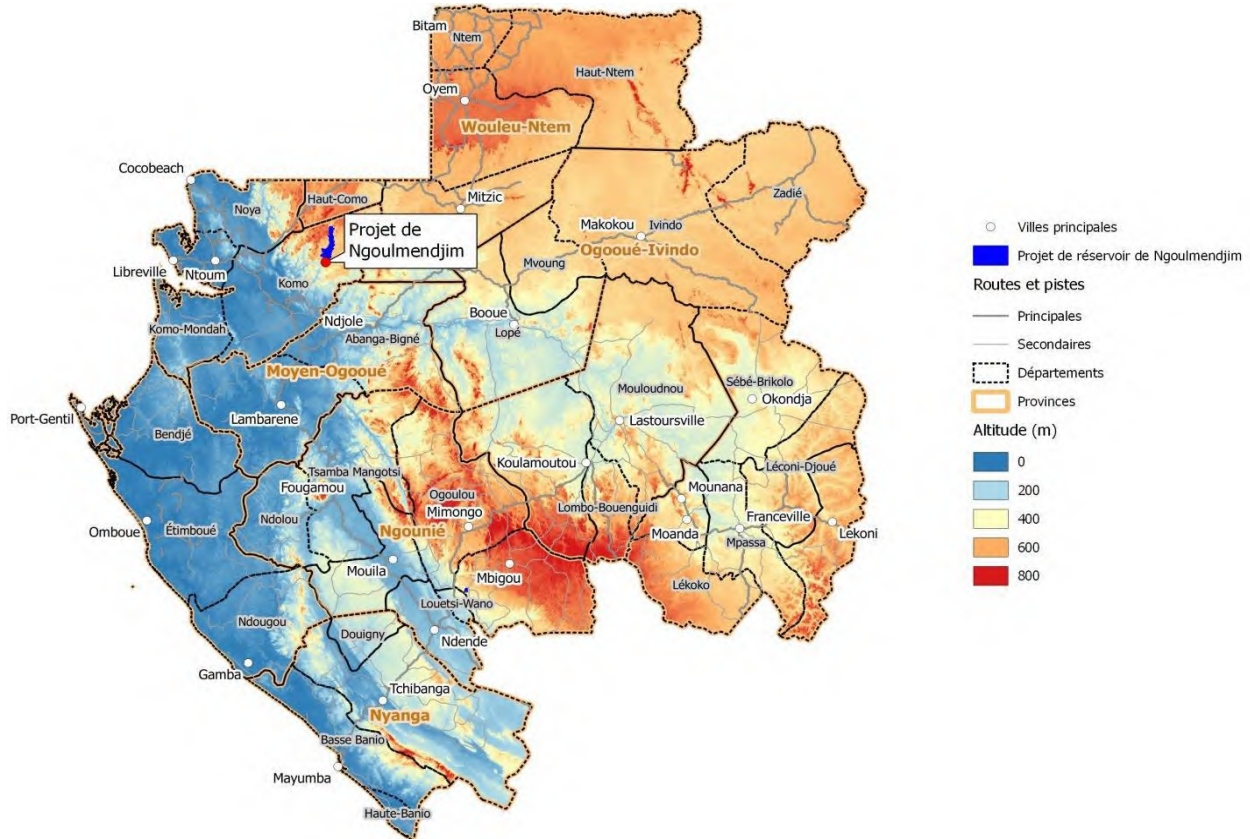 Bitam
Ntem
Haut-Ntem
Oyem
Wouleu-Ntem
Cocobeach
Noya
Haut-Como
Mitzic
Zadié
Projet de
Ngoulmendjim
Makokou
Ivindo
Ogooué-Ivindo
Mvoung
Libreville
Ntoum
Komo
Komo-Mondah
Ndjole
Abanga-Bigné
Booue
Lopé
Moyen-Ogooué
Mouloudnou
Sébé-Brikolo
Okondja
Port-Gentil
Bendjé
Lambarene
Lastoursville
Koulamoutou
Léconi-Djoué
Tsamba Mangotsi
Fougamou
Ogoulou
Mounana
Ndolou
Mimongo
Lombo-Bouenguidi
Franceville
Omboue
Étimboué
Ngounié
Moanda
Mpassa
Lekoni
Mouila
Mbigou
Lékoko
Louetsi-Wano
Ndougou
Douigny
Ndende
Gamba
Tchibanga
Nyanga
Basse Banio
Mayumba
Haute-Banio
Villes principales
Projet de réservoir de Ngoulmendjim
Routes et pistes
Principales
Secondaires
Départements
Provinces
Altitude (m)
0
200
400
600
800